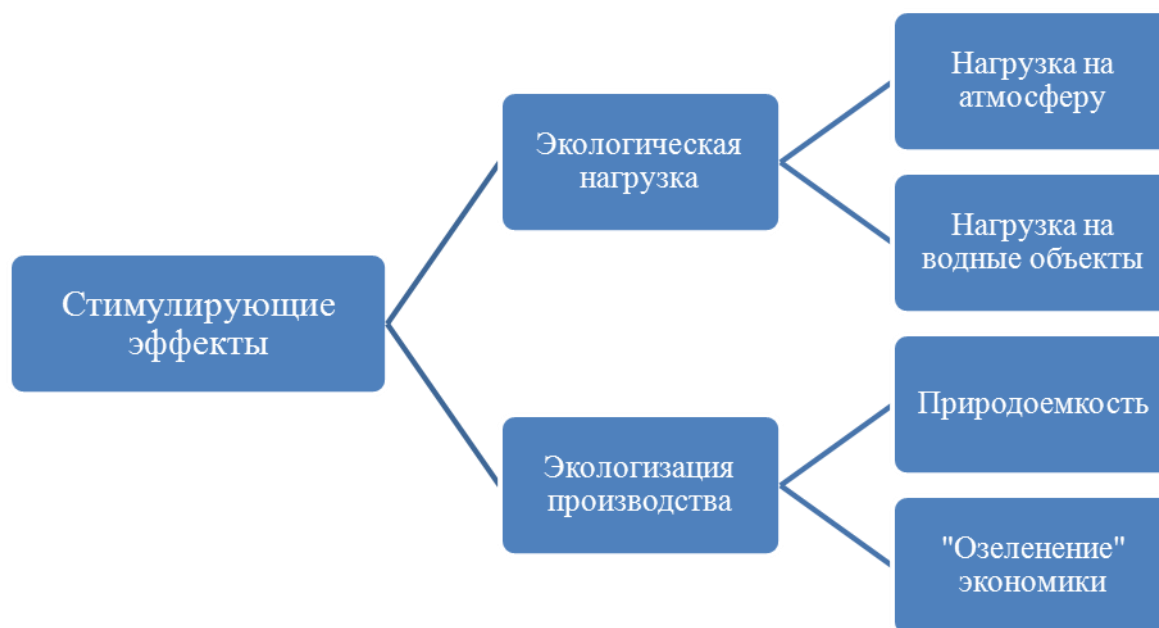 Стимулирующие
эффекты
Экологическая
нагрузка
Нагрузка на
атмосферу
Нагрузка на
водные объекты
Экологизация
производства
Природоемкость
"Озеленение"
экономики